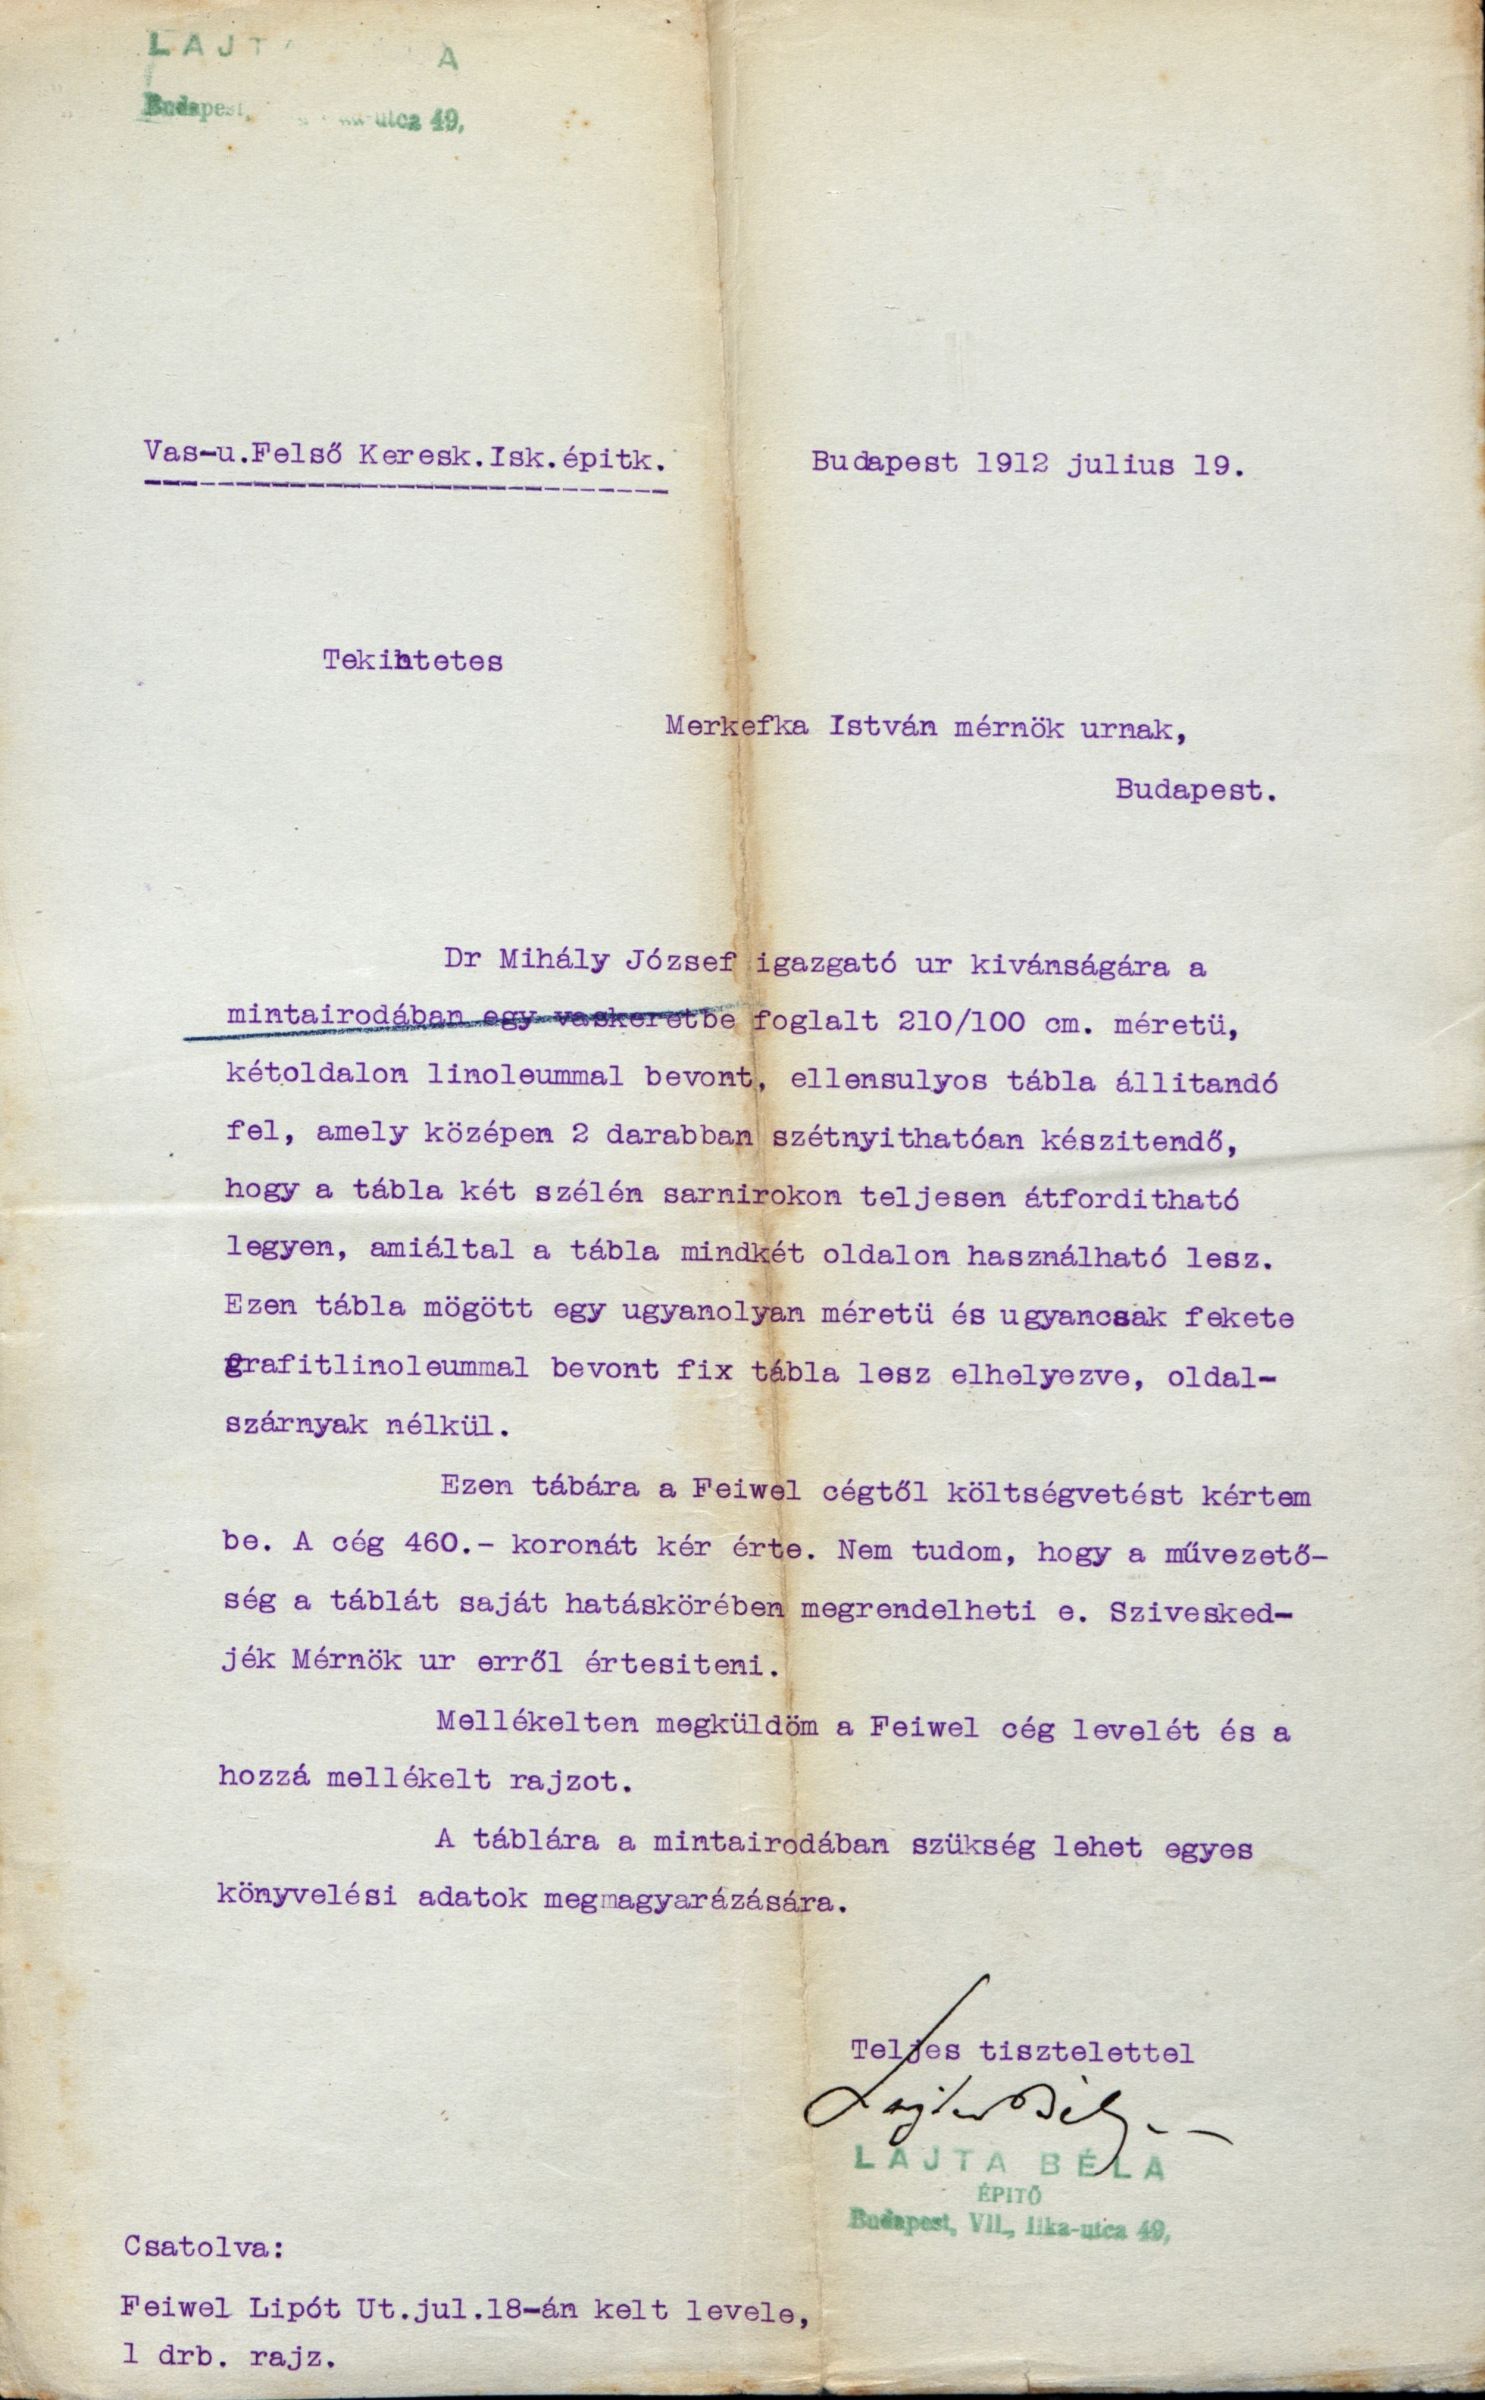 LAJT A
Budapest, utca 49,
Vas-u.Felső Keresk.Isk.épitk.
Budapest 1912 julius 19.
Tekintetes
Merkefka István mérnök urnak,
Budapest.
Dr Mihály József igazgató ur kivánságára a
mintairodában egy vaskeretbe foglalt 210/100 cm. méretü,
kétoldalon linoleummal bevont, ellensulyos tábla állitandó
fel, amely középen 2 darabban szétnyithatóan készitendő,
hogy a tábla két szélén sarnirokon teljesen átforditható
legyen, amiáltal a tábla mindkét oldalon használható lesz.
Ezen tábla mögött egy ugyanolyan méretü és ugyancsak fekete
grafitlinoleummal bevont fix tábla lesz elhelyezve, oldal-
szárnyak nélkül.
Ezen tábára a Feiwel cégtől költségvetést kértem
be. A cég 460.- koronát kér érte. Nem tudom, hogy a művezető-
ség a táblát saját hatáskörében megrendelheti e. Szivesked-
jék Mérnök ur erről értesiteni.
Mellékelten megküldöm a Feiwel cég levelét és a
hozzá mellékelt rajzot.
A táblára a mintairodában szükség lehet egyes
könyvelési adatok megmagyarázására.
Teljes tisztelettel
Lajta Béla
LAJTA BÉLA
ÉPITŐ
Budapest, VII., Ilka-utca 49,
Csatolva:
Feiwel Lipót Ut.jul.18-án kelt levele,
1 drb. rajz.